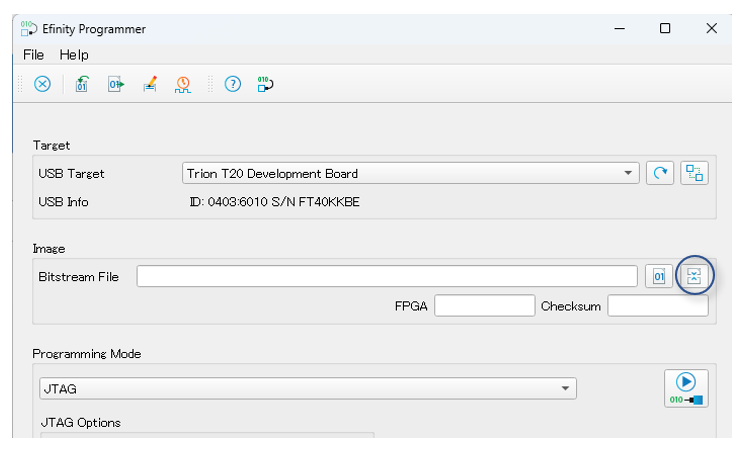 Efinity Programmer
File Help
Target
USB Target Trion T20 Development Board
USB Info ID: 0403:6010 S/N FT40KKBE
Image
Bitstream File
FPGA Checksum
Programming Mode
JTAG
010
JTAG Options